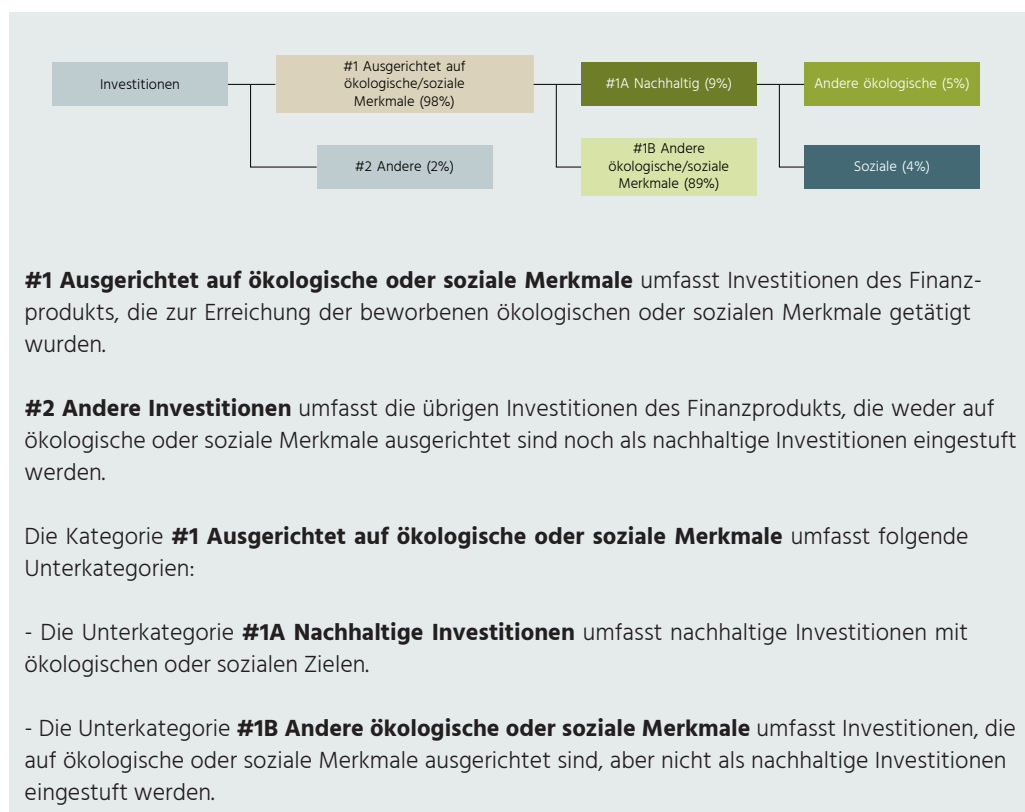 Investitionen
#1 Ausgerichtet auf
ökologische/soziale
Merkmale (98%)
#1A Nachhaltig (9%)
Andere ökologische (5%)
#2 Andere (2%)
#1B Andere
ökologische/soziale
Merkmale (89%)
Soziale (4%)
#1 Ausgerichtet auf ökologische oder soziale Merkmale umfasst Investitionen des Finanz-
produkts, die zur Erreichung der beworbenen ökologischen oder sozialen Merkmale getätigt
wurden.
#2 Andere Investitionen umfasst die übrigen Investitionen des Finanzprodukts, die weder auf
ökologische oder soziale Merkmale ausgerichtet sind noch als nachhaltige Investitionen eingestuft
werden.
Die Kategorie #1 Ausgerichtet auf ökologische oder soziale Merkmale umfasst folgende
Unterkategorien:
- Die Unterkategorie #1A Nachhaltige Investitionen umfasst nachhaltige Investitionen mit
ökologischen oder sozialen Zielen.
- Die Unterkategorie #1B Andere ökologische oder soziale Merkmale umfasst Investitionen, die
auf ökologische oder soziale Merkmale ausgerichtet sind, aber nicht als nachhaltige Investitionen
eingestuft werden.